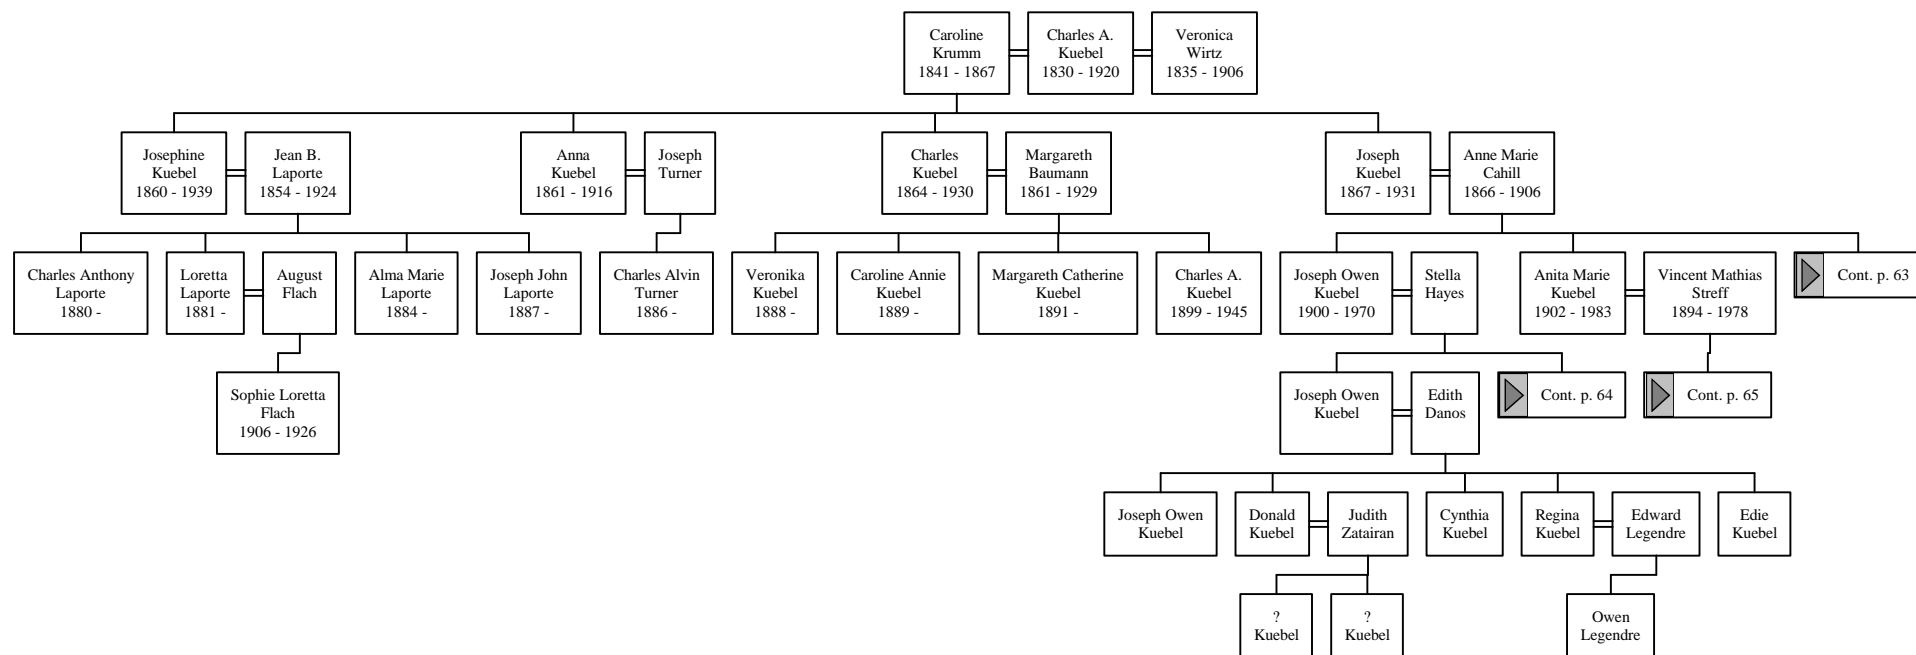 Caroline
Krumm
1841 - 1867
Charles A.
Kuebel
1830 - 1920
Veronica
Wirtz
1835 - 1906
Josephine
Kuebel
1860 - 1939
Jean B.
Laporte
1854 - 1924
Anna
Kuebel
1861 - 1916
Joseph
Turner
Charles
Kuebel
1864 - 1930
Margareth
Baumann
1861 - 1929
Joseph
Kuebel
1867 - 1931
Anne Marie
Cahill
1866 - 1906
Charles Anthony
Laporte
1880 -
Loretta
Laporte
1881 -
August
Flach
Alma Marie
Laporte
1884 -
Joseph John
Laporte
1887 -
Charles Alvin
Turner
1886 -
Veronika
Kuebel
1888 -
Caroline Annie
Kuebel
1889 -
Margareth Catherine
Kuebel
1891 -
Charles A.
Kuebel
1899 - 1945
Joseph Owen
Kuebel
1900 - 1970
Stella
Hayes
Anita Marie
Kuebel
1902 - 1983
Vincent Mathias
Streff
1894 - 1978
Cont. p. 63
Sophie Loretta
Flach
1906 - 1926
Joseph Owen
Kuebel
Edith
Danos
Cont. p. 64
Cont. p. 65
Joseph Owen
Kuebel
Donald
Kuebel
Judith
Zatairan
Cynthia
Kuebel
Regina
Kuebel
Edward
Legendre
Edie
Kuebel
?
Kuebel
?
Kuebel
Owen
Legendre